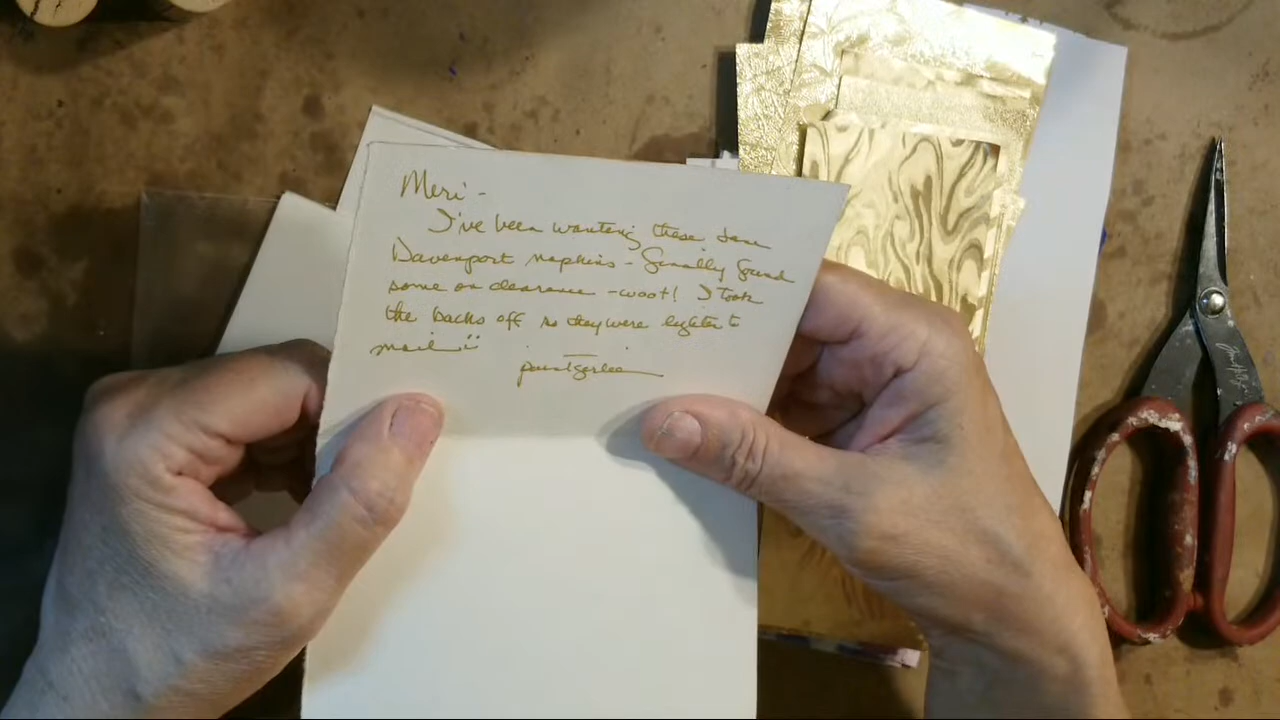 Meri -
I've been wanting these Jane
Davenport napkins - finally found
some on clearance - woot! I took
the backs off so they were lighter to
mail